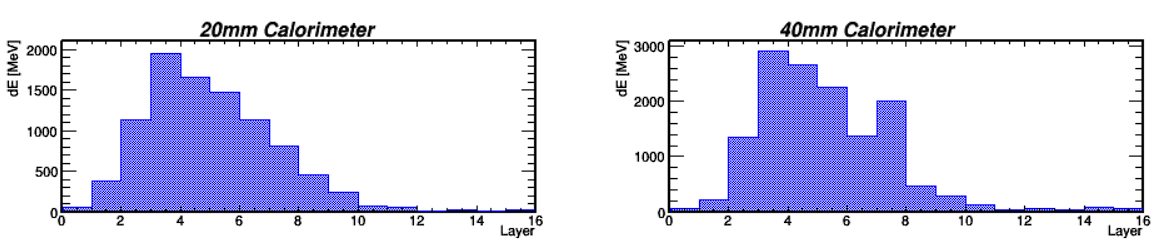 20mm Calorimeter
dE [MeV]
2000
1500
1000
500
0
0 2 4 6 8 10 12 14 16
Layer
40mm Calorimeter
dE [MeV]
3000
2000
1000
0
0 2 4 6 8 10 12 14 16
Layer